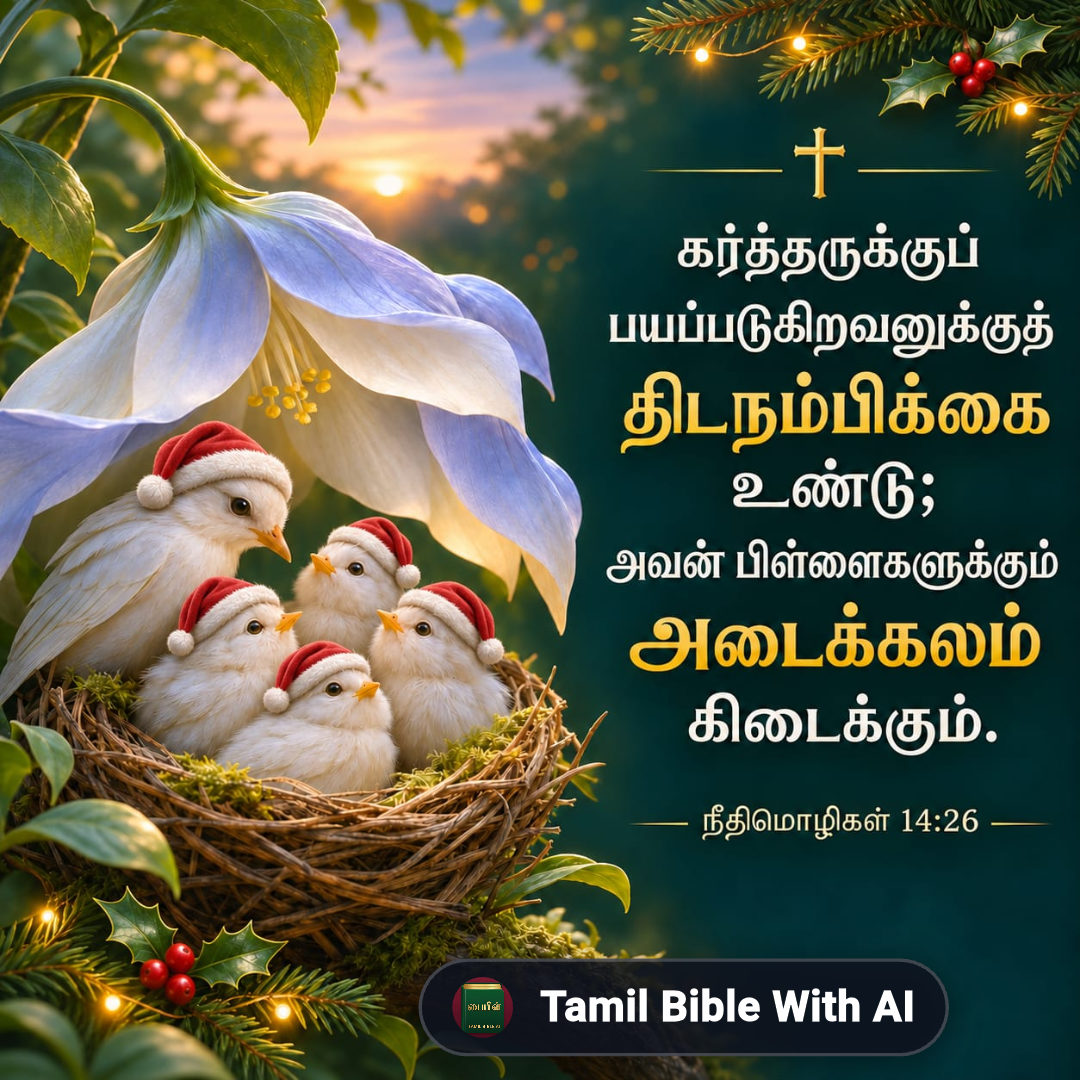 கர்த்தருக்குப்
பயப்படுகிறவனுக்குத்
திடநம்பிக்கை
உண்டு;
அவன் பிள்ளைகளுக்கும்
அடைக்கலம்
கிடைக்கும்.
நீதிமொழிகள் 14:26
Tamil Bible With AI